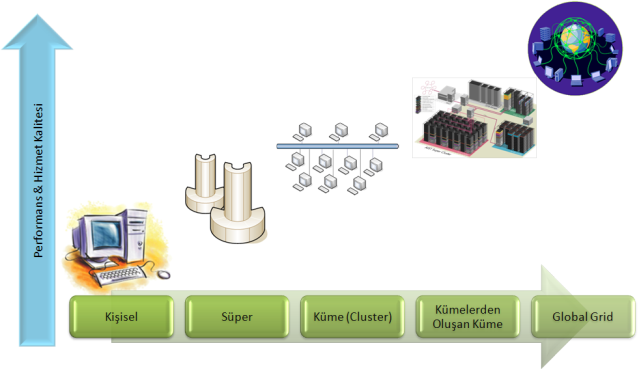 Performans & Hizmet Kalitesi
Kişisel
Süper
Küme (Cluster)
Kümelerden
Oluşan Küme
Global Grid